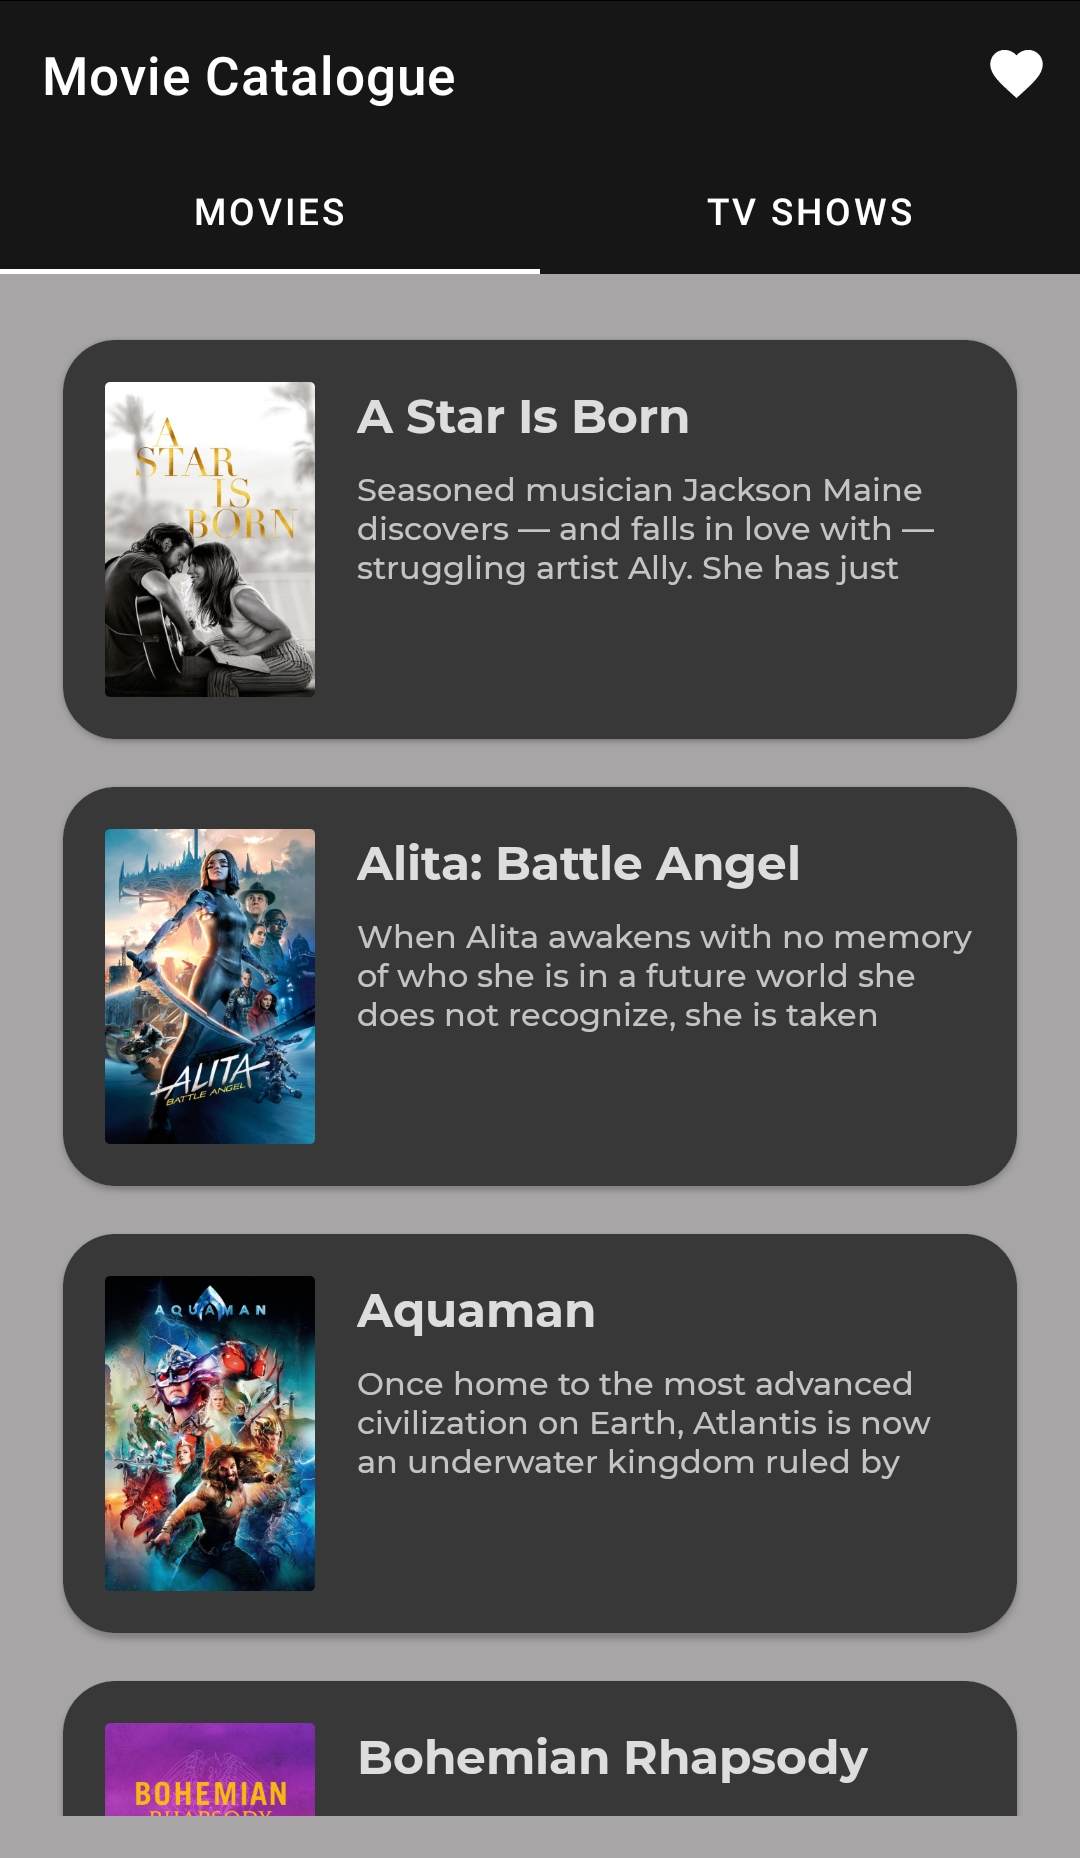 Movie Catalogue
MOVIES
TV SHOWS
A
STAR
IS
BORN
A Star Is Born
Seasoned musician Jackson Maine
discovers — and falls in love with —
struggling artist Ally. She has just
ALITA
BATTLE ANGEL
Alita: Battle Angel
When Alita awakens with no memory
of who she is in a future world she
does not recognize, she is taken
AQUAMAN
Aquaman
Once home to the most advanced
civilization on Earth, Atlantis is now
an underwater kingdom ruled by
BOHEMIAN
RHAPSODY
Bohemian Rhapsody